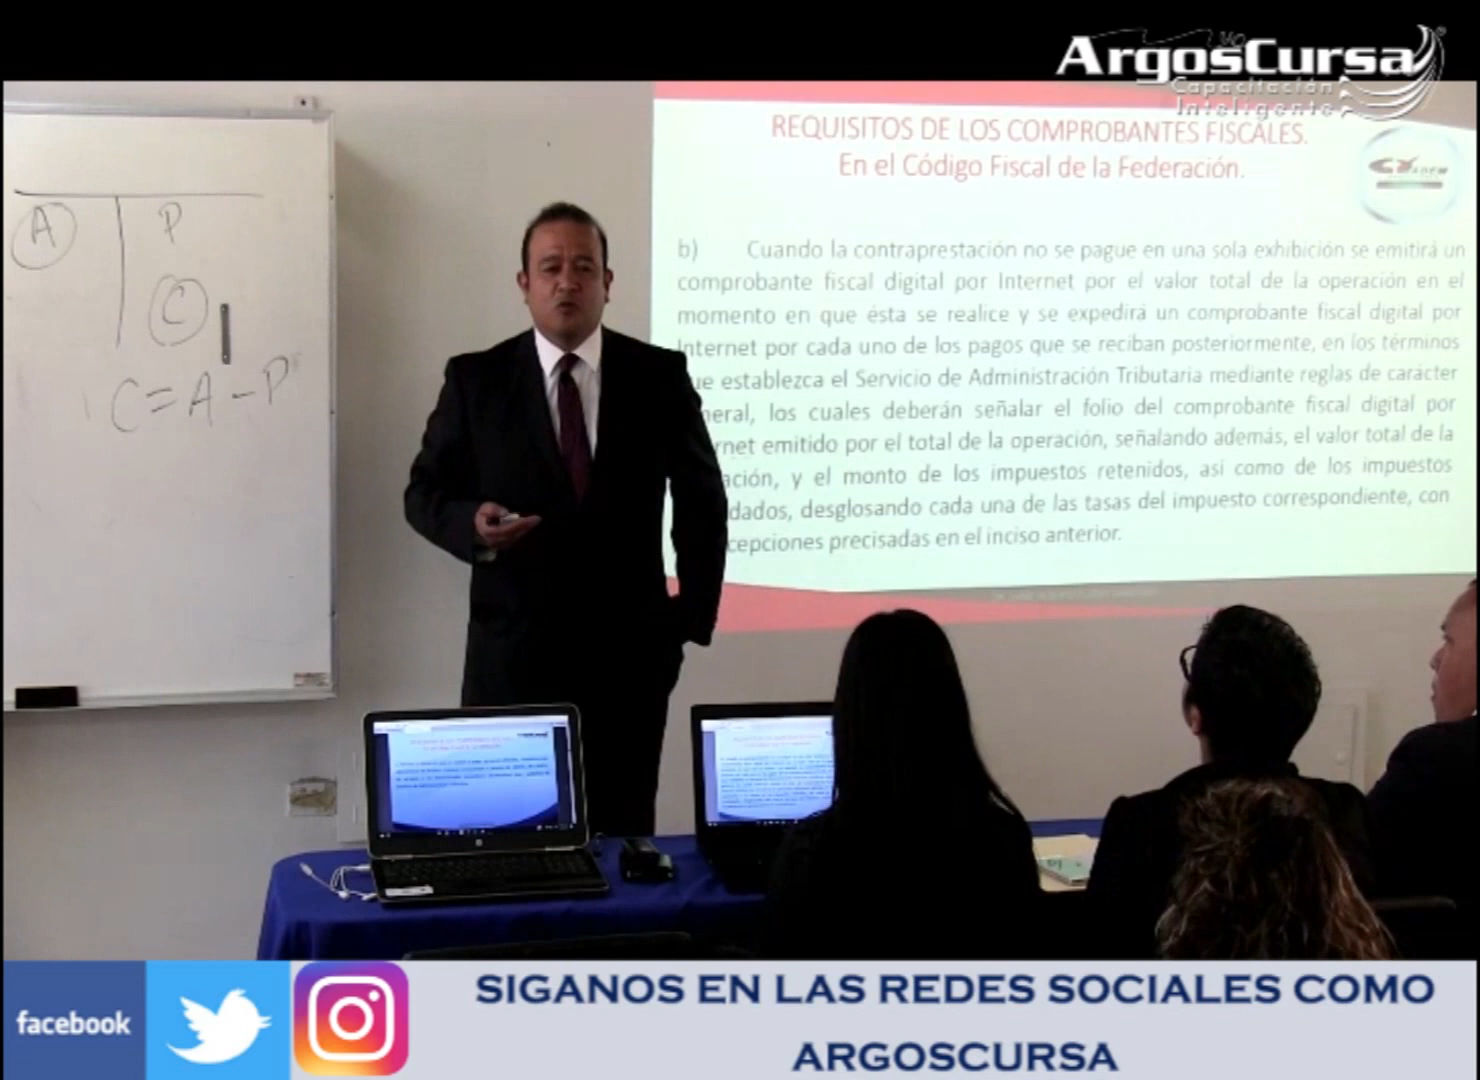 ArgosCursa
Capacitación
Inteligente
REQUISITOS DE LOS COMPROBANTES FISCALES.
En el Código Fiscal de la Federación.
b) Cuando la contraprestación no se pague en una sola exhibición se emitirá un
comprobante fiscal digital por Internet por el valor total de la operación en el
momento en que ésta se realice y se expedirá un comprobante fiscal digital por
Internet por cada uno de los pagos que se reciban posteriormente, en los términos
ue establezca el Servicio de Administración Tributaria mediante reglas de carácter
neral, los cuales deberán señalar el folio del comprobante fiscal digital por
rnet emitido por el total de la operación, señalando además, el valor total de la
ación, y el monto de los impuestos retenidos, así como de los impuestos
dados, desglosando cada una de las tasas del impuesto correspondiente, con
cepciones precisadas en el inciso anterior.
A P
C
C = A - P
facebook
SIGANOS EN LAS REDES SOCIALES COMO
ARGOSCURSA